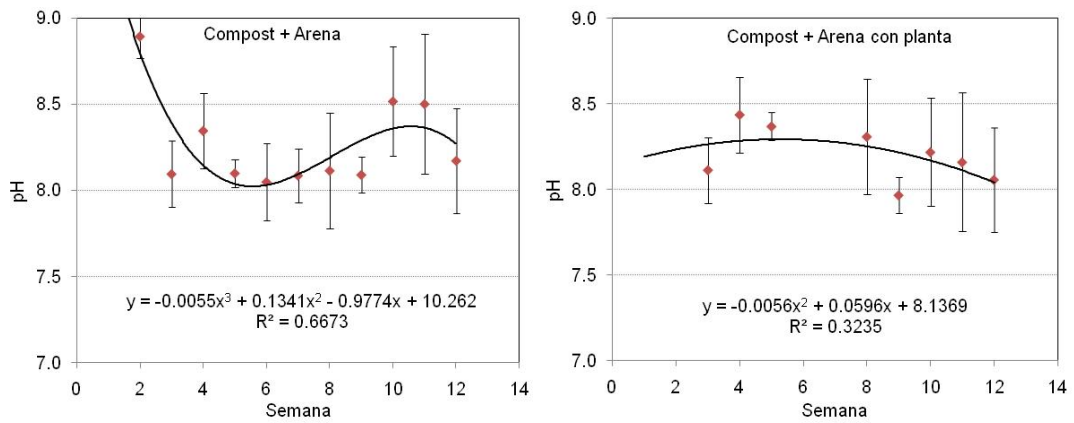 Compost + Arena
9.0
8.5
8.0
7.5
7.0
pH
y = -0.0055x³ + 0.1341x² - 0.9774x + 10.262
R² = 0.6673
0 2 4 6 8 10 12 14
Semana
Compost + Arena con planta
9.0
8.5
8.0
7.5
7.0
pH
y = -0.0056x² + 0.0596x + 8.1369
R² = 0.3235
0 2 4 6 8 10 12 14
Semana